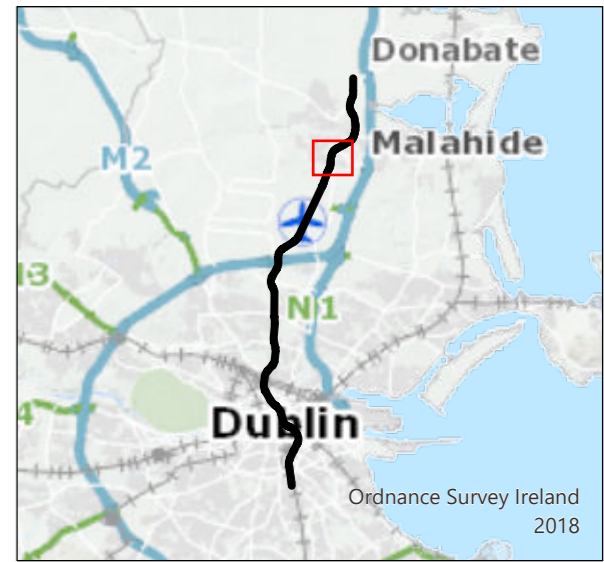 Donabate
M2
Malahide
N1
Dublin
Ordnance Survey Ireland
2018